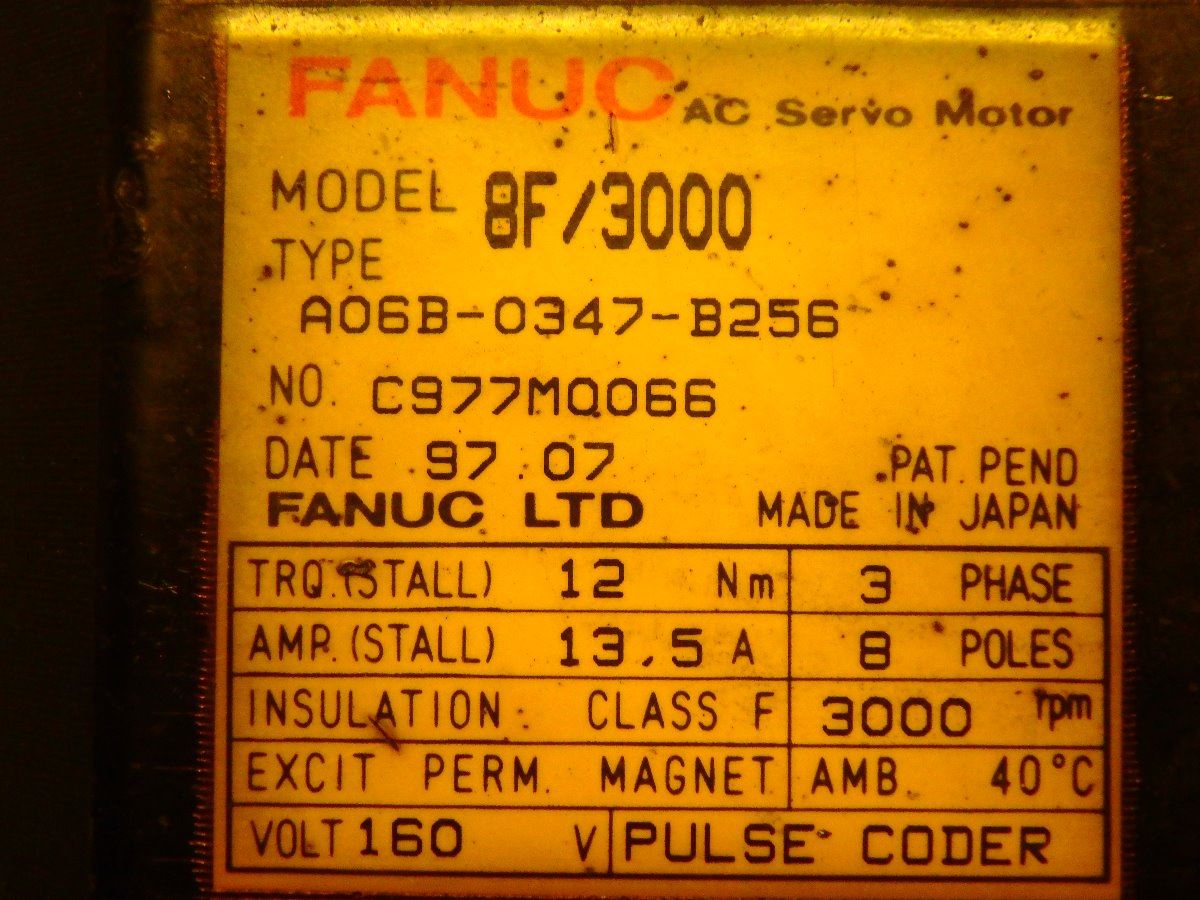 FANUC AC Servo Motor
MODEL 8F/3000
TYPE
A06B-0347-B256
NO. C977MQ066
DATE 97.07
PAT. PEND
FANUC LTD MADE IN JAPAN
TRQ.(STALL) 12 Nm 3 PHASE
AMP.(STALL) 13.5 A 8 POLES
INSULATION CLASS F 3000 rpm
EXCIT PERM. MAGNET AMB. 40°C
VOLT 160 V PULSE CODER